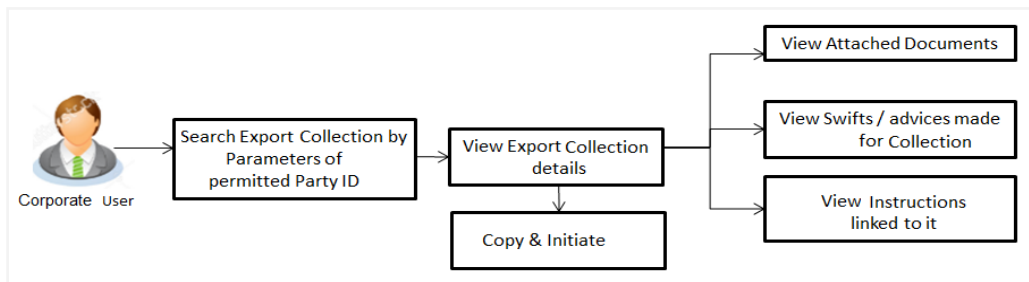 View Attached Documents
Search Export Collection by
Parameters of
permitted Party ID
View Export Collection
details
View Swifts / advices made
for Collection
Corporate User
View Instructions
linked to it
Copy & Initiate